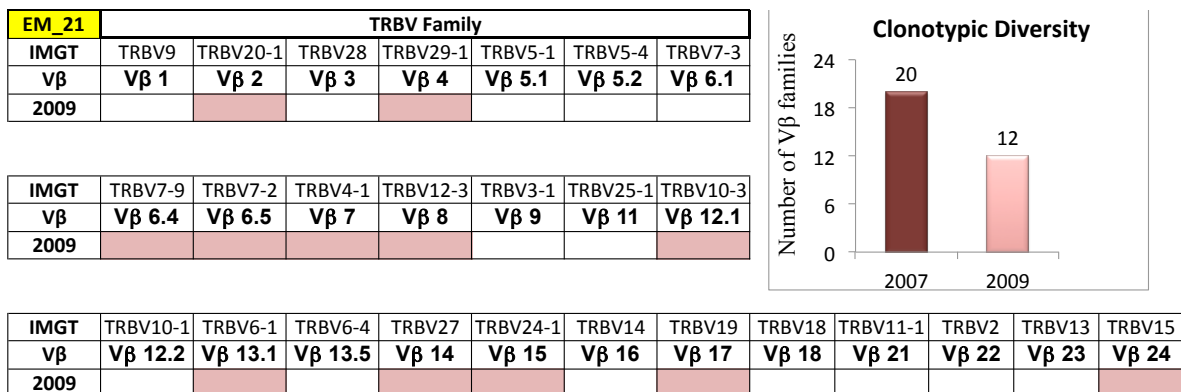 EM_21 TRBV Family
IMGT TRBV9 TRBV20-1 TRBV28 TRBV29-1 TRBV5-1 TRBV5-4 TRBV7-3
Vβ Vβ 1 Vβ 2 Vβ 3 Vβ 4 Vβ 5.1 Vβ 5.2 Vβ 6.1
2009
IMGT TRBV7-9 TRBV7-2 TRBV4-1 TRBV12-3 TRBV3-1 TRBV25-1 TRBV10-3
Vβ Vβ 6.4 Vβ 6.5 Vβ 7 Vβ 8 Vβ 9 Vβ 11 Vβ 12.1
2009
Clonotypic Diversity
Number of Vβ families
24
18
12
6
0
20
12
2007 2009
IMGT TRBV10-1 TRBV6-1 TRBV6-4 TRBV27 TRBV24-1 TRBV14 TRBV19 TRBV18 TRBV11-1 TRBV2 TRBV13 TRBV15
Vβ Vβ 12.2 Vβ 13.1 Vβ 13.5 Vβ 14 Vβ 15 Vβ 16 Vβ 17 Vβ 18 Vβ 21 Vβ 22 Vβ 23 Vβ 24
2009